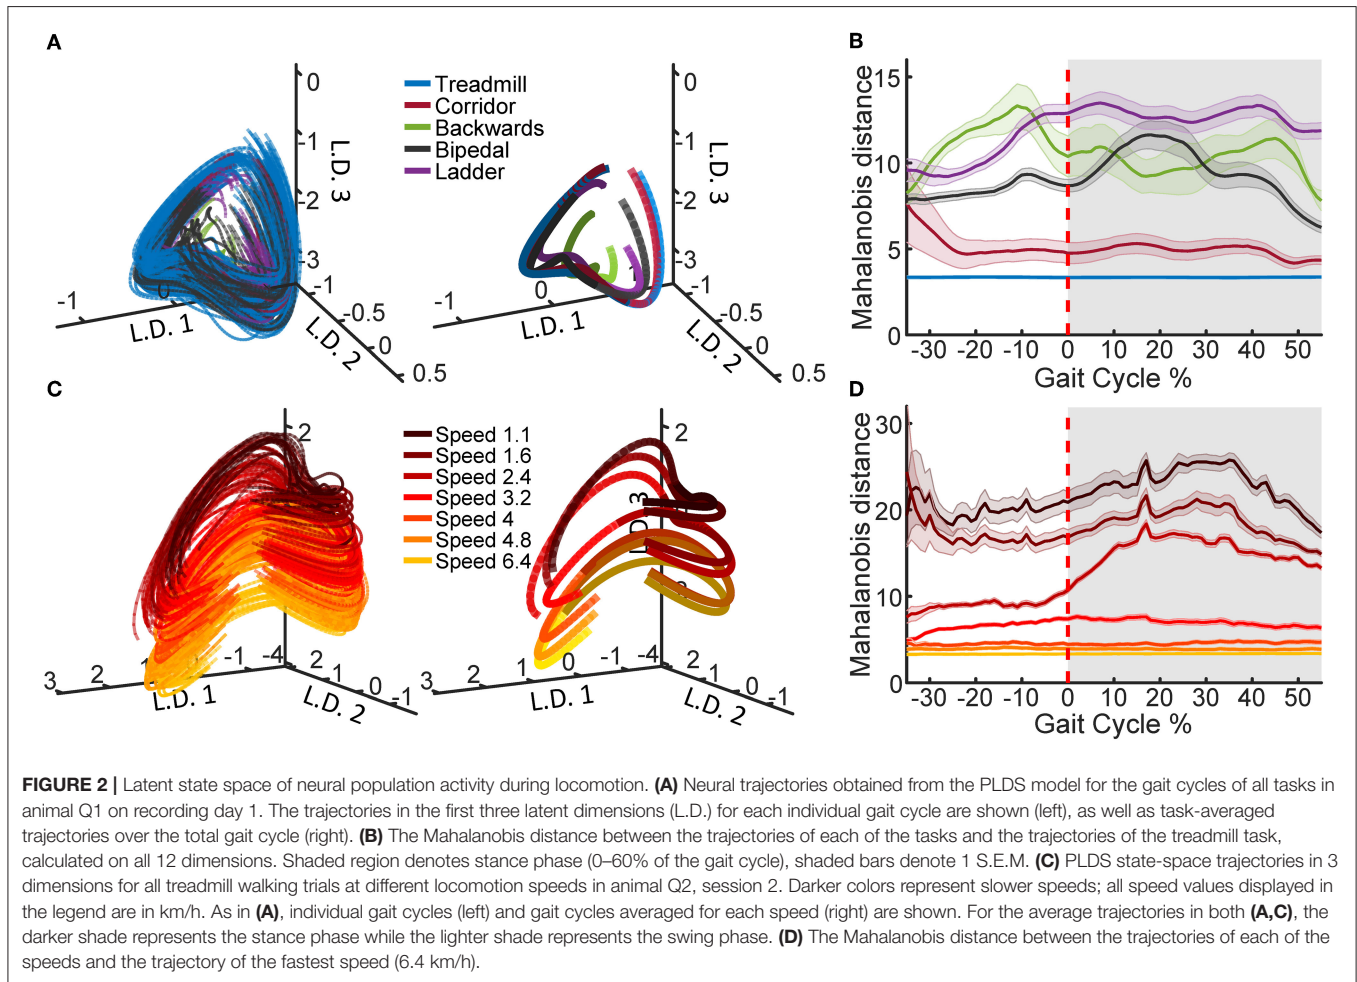 A
0
-1
-2
-3
L.D. 3
-1
0
L.D. 1
-1
-0.5
0
0.5
L.D. 2
Treadmill
Corridor
Backwards
Bipedal
Ladder
0
-1
-2
-3
L.D. 3
-1
0
1
L.D. 1
-1
-0.5
0
0.5
L.D. 2
B
Mahalanobis distance
15
10
5
0
-30 -20 -10 0 10 20 30 40 50
Gait Cycle %
C
2
3 2 1 -1 -4
L.D. 1
2 1 0 -1
L.D. 2
Speed 1.1
Speed 1.6
Speed 2.4
Speed 3.2
Speed 4
Speed 4.8
Speed 6.4
2
3 2 0 -1 -4
L.D. 1
2 1 0 -1
L.D. 2
D
Mahalanobis distance
30
20
10
0
-30 -20 -10 0 10 20 30 40 50
Gait Cycle %
FIGURE 2 | Latent state space of neural population activity during locomotion. (A) Neural trajectories obtained from the PLDS model for the gait cycles of all tasks in
animal Q1 on recording day 1. The trajectories in the first three latent dimensions (L.D.) for each individual gait cycle are shown (left), as well as task-averaged
trajectories over the total gait cycle (right). (B) The Mahalanobis distance between the trajectories of each of the tasks and the trajectories of the treadmill task,
calculated on all 12 dimensions. Shaded region denotes stance phase (0–60% of the gait cycle), shaded bars denote 1 S.E.M. (C) PLDS state-space trajectories in 3
dimensions for all treadmill walking trials at different locomotion speeds in animal Q2, session 2. Darker colors represent slower speeds; all speed values displayed in
the legend are in km/h. As in (A), individual gait cycles (left) and gait cycles averaged for each speed (right) are shown. For the average trajectories in both (A,C), the
darker shade represents the stance phase while the lighter shade represents the swing phase. (D) The Mahalanobis distance between the trajectories of each of the
speeds and the trajectory of the fastest speed (6.4 km/h).